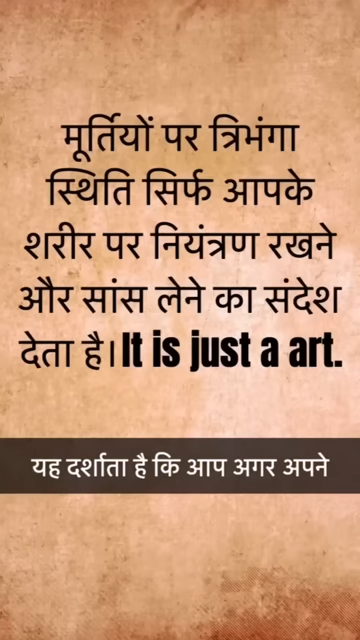 मूर्तियों पर त्रिभंगा
स्थिति सिर्फ आपके
शरीर पर नियंत्रण रखने
और सांस लेने का संदेश
देता है। It is just a art.
यह दर्शाता है कि आप अगर अपने